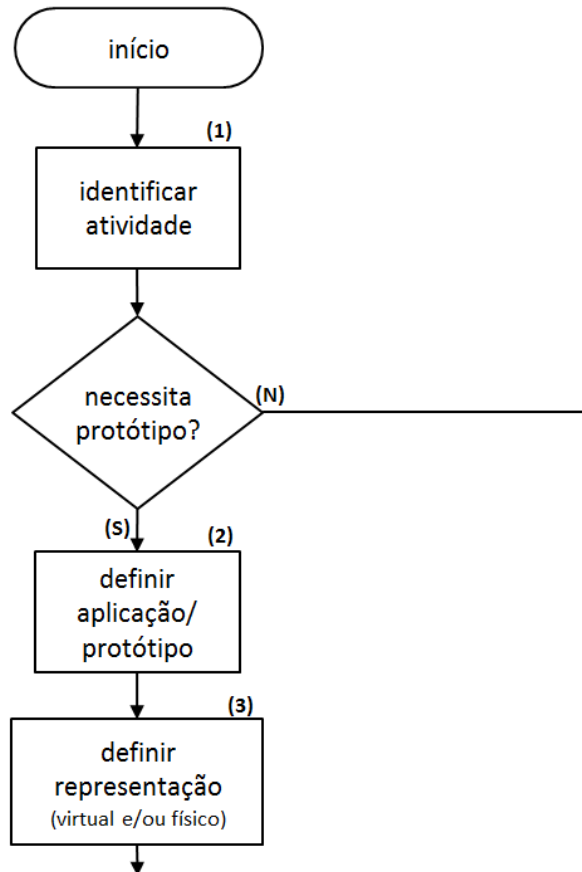 início
(1)
identificar
atividade
necessita
protótipo?
(N)
(S)
(2)
definir
aplicação/
protótipo
(3)
definir
representação
(virtual e/ou físico)